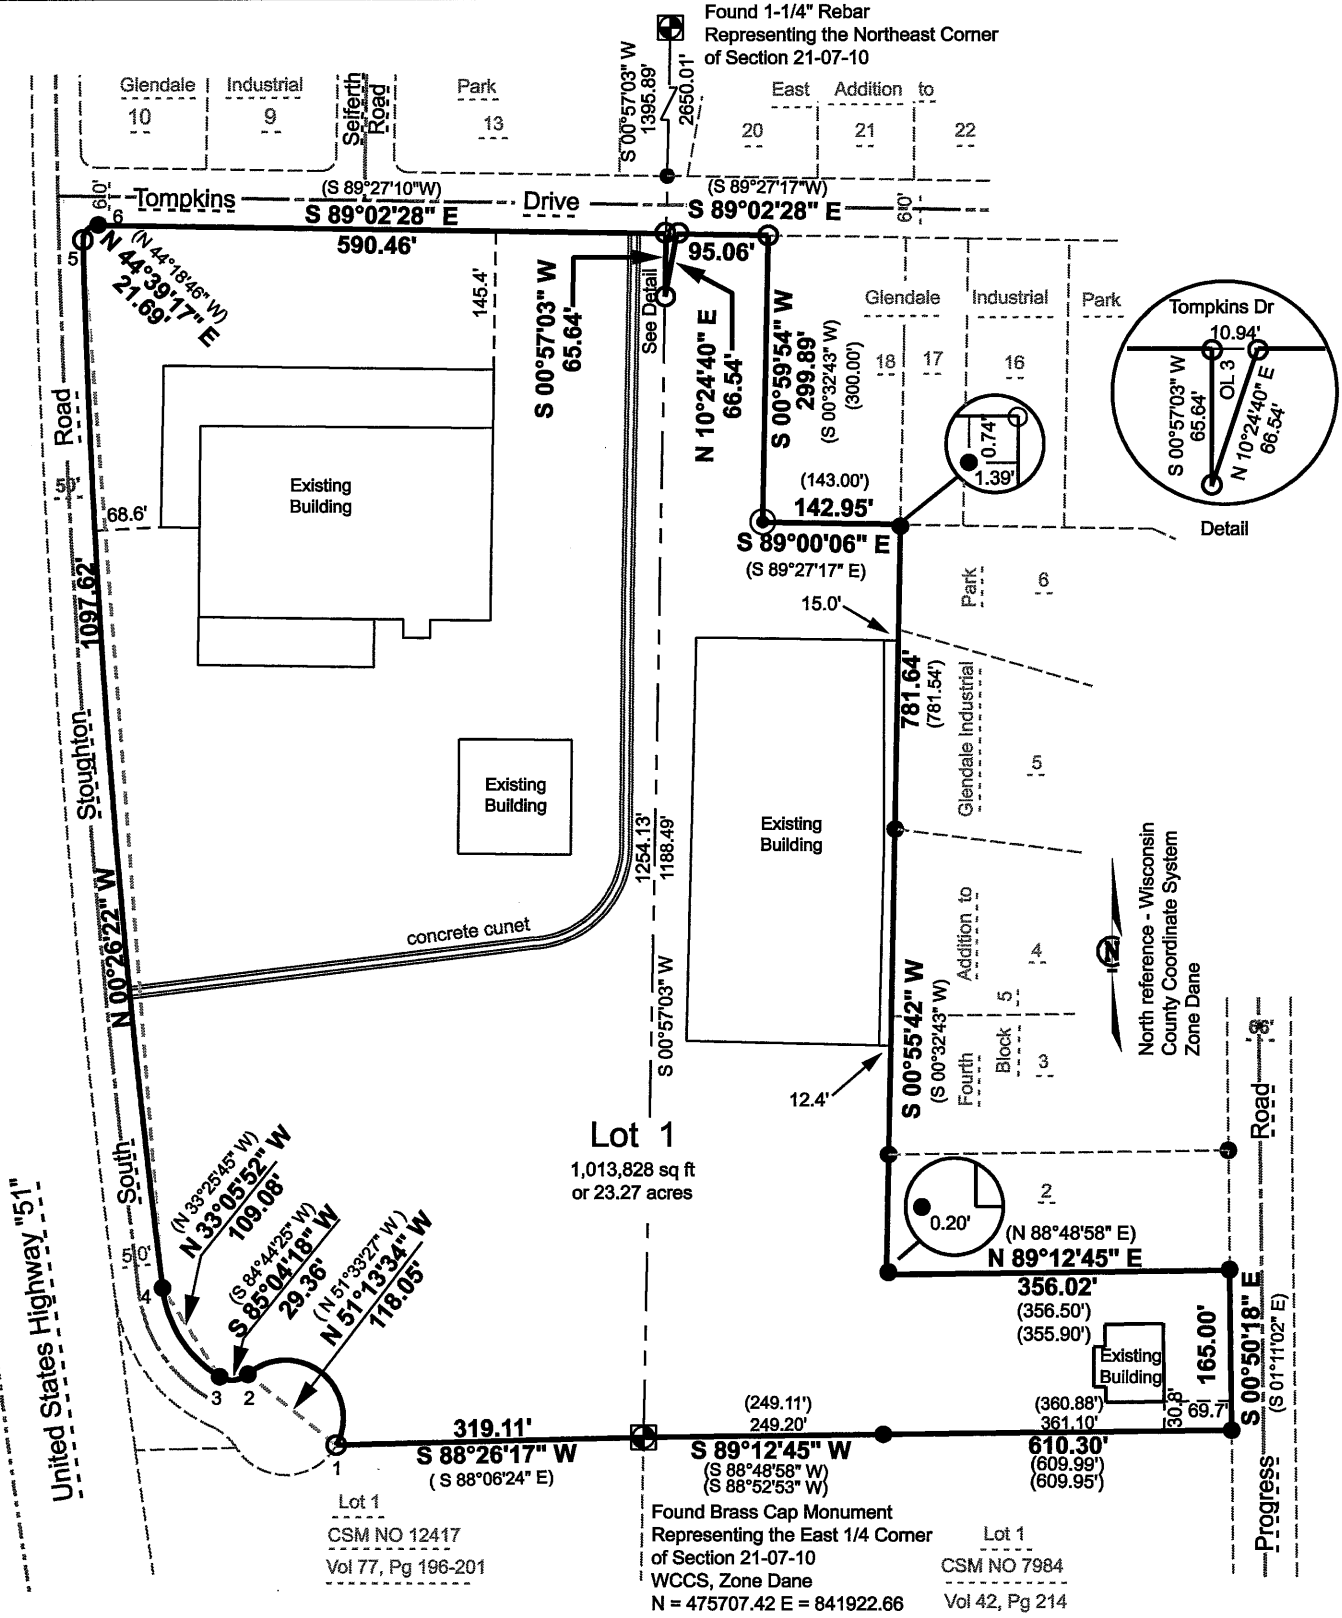 Found 1-1/4" Rebar
Representing the Northeast Corner
of Section 21-07-10
S 00°57'03" W
1395.89'
2650.01'
Glendale
Industrial
Park
East
Addition
to
10
9
13
20
21
22
Seiferth
Road
(S 89°27'10"W)
Tompkins
Drive
S 89°02'28" E
590.46'
(S 89°27'17"W)
S 89°02'28" E
95.06'
60'
60'
6
5
(N 44°18'46" W)
N 44°39'17" E
21.69'
145.4'
S 00°57'03" W
65.64'
See Detail
N 10°24'40" E
66.54'
S 00°59'54" W
299.89'
(S 00°32'43" W)
(300.00')
Glendale
Industrial
Park
18
17
16
Tompkins Dr
10.94'
S 00°57'03" W
65.64'
OL 3
N 10°24'40" E
66.54'
Detail
0.74'
1.39'
(143.00')
142.95'
S 89°00'06" E
(S 89°27'17" E)
Road
50'
68.6'
Existing
Building
1097.62'
15.0'
Park
6
781.64'
(781.54')
Glendale Industrial
5
Stoughton
Existing
Building
Existing
Building
1254.13'
1188.49'
concrete cunet
N 00°26'22" W
S 00°57'03" W
S 00°55'42" W
(S 00°32'43" W)
Addition to
4
5
Block
Fourth
3
North reference - Wisconsin
County Coordinate System
Zone Dane
N
66'
Road
12.4'
Lot 1
1,013,828 sq ft
or 23.27 acres
South
50'
(N 33°25'45" W)
N 33°05'52" W
109.08'
(S 84°44'25" W)
S 85°04'18" W
29.36'
(N 51°33'27" W)
N 51°13'34" W
118.05'
United States Highway "51"
4
3
2
1
2
0.20'
(N 88°48'58" E)
N 89°12'45" E
356.02'
(356.50')
(355.90')
Existing
Building
165.00'
S 00°50'18" E
(S 01°11'02" E)
30.8'
69.7'
319.11'
S 88°26'17" W
( S 88°06'24" E)
(249.11')
249.20'
S 89°12'45" W
(S 88°48'58" W)
(S 88°52'53" W)
(360.88')
361.10'
610.30'
(609.99')
(609.95')
Progress
Lot 1
CSM NO 12417
Vol 77, Pg 196-201
Found Brass Cap Monument
Representing the East 1/4 Corner
of Section 21-07-10
WCCS, Zone Dane
N = 475707.42 E = 841922.66
Lot 1
CSM NO 7984
Vol 42, Pg 214